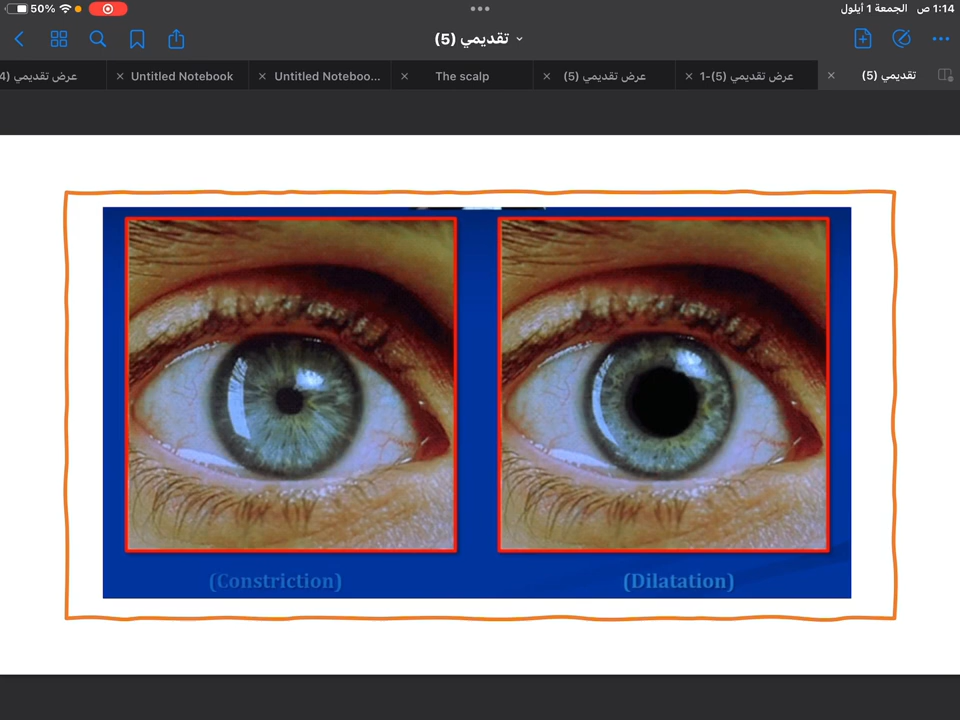 50%
1:14 ص الجمعة 1 أيلول
تقديمي (5)
عرض تقديمي (4
Untitled Notebook
Untitled Noteboo...
The scalp
عرض تقديمي (5)
عرض تقديمي (5)-1
تقديمي (5)
(Constriction)
(Dilatation)